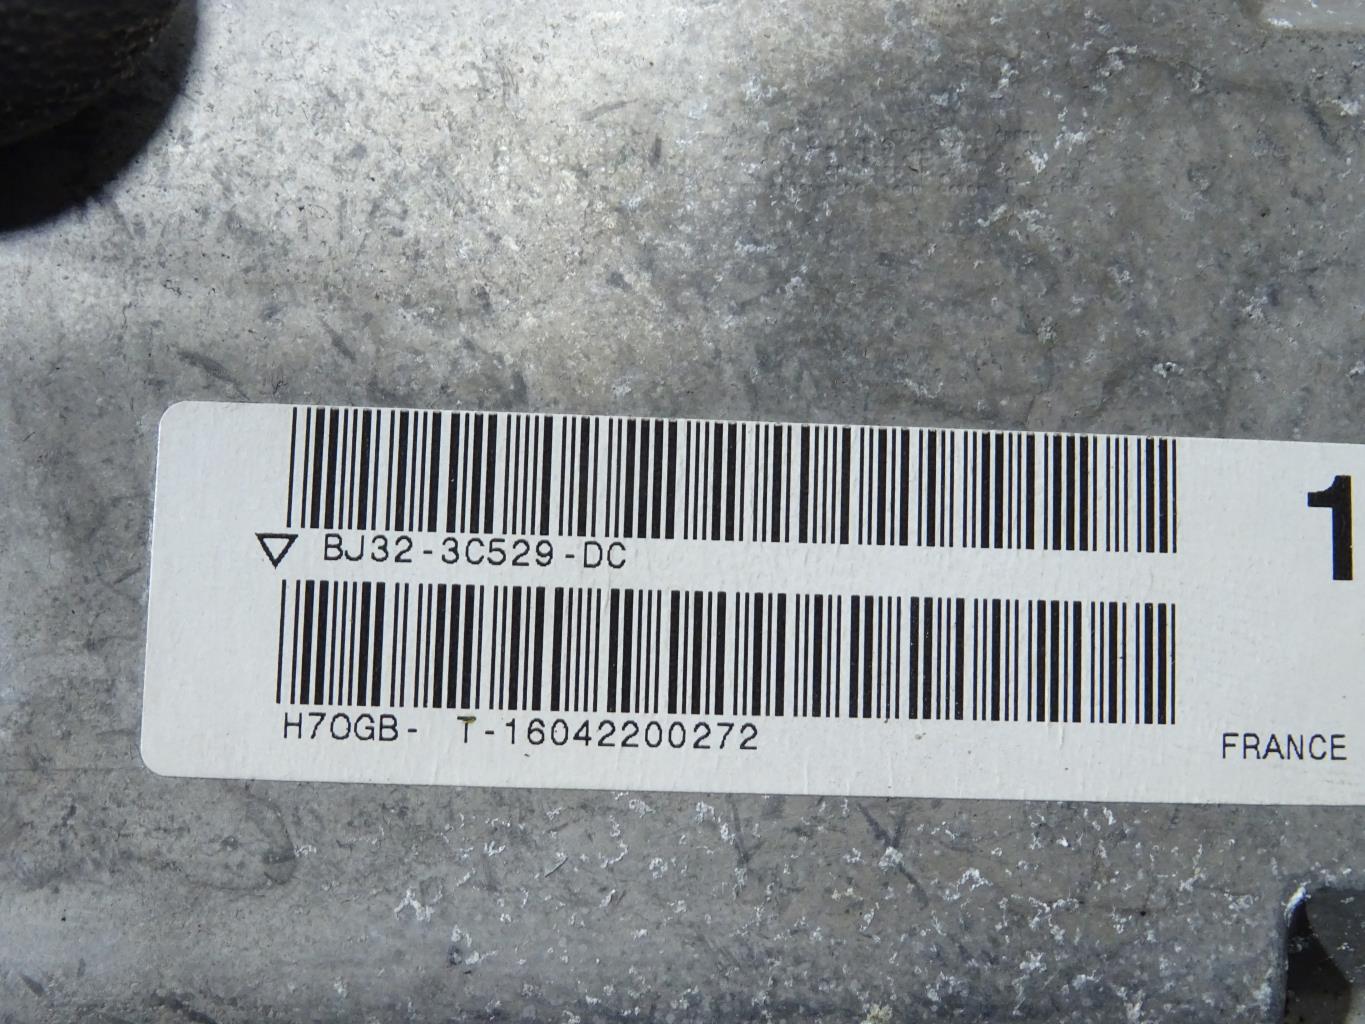 1
▽ BJ32-3C529-DC
H7OGB- T-16042200272
FRANCE